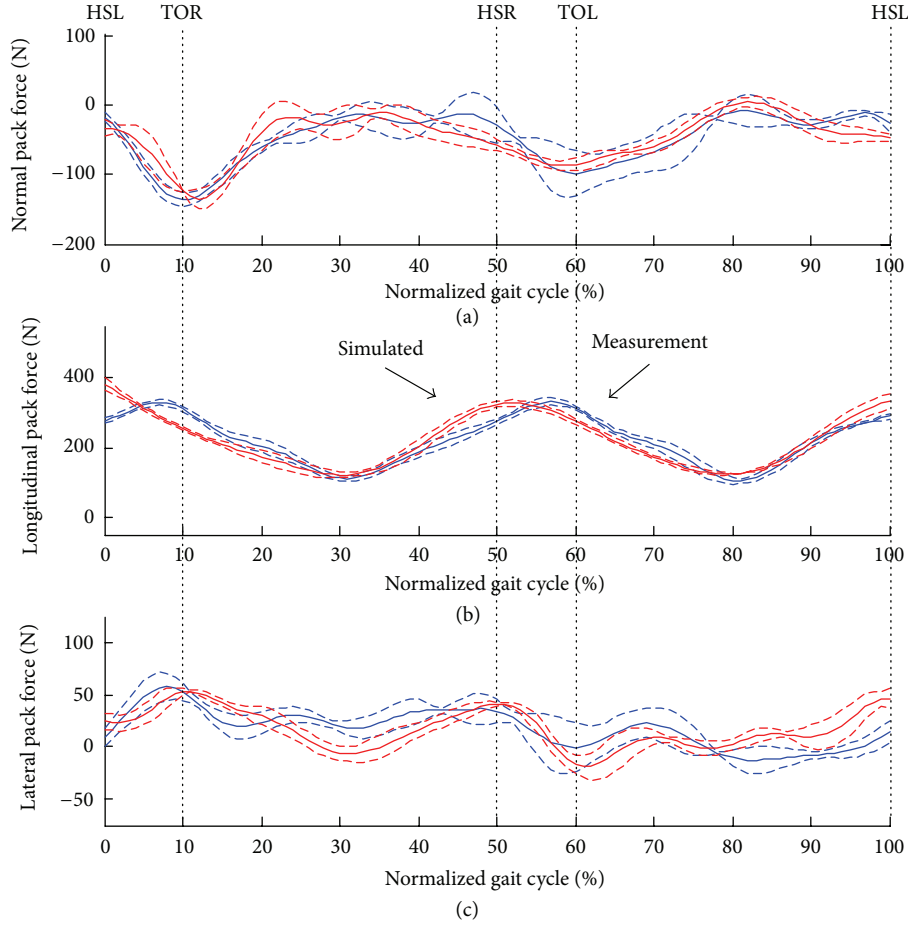 HSL TOR HSR TOL HSL
Normal pack force (N)
100
0
−100
−200
0 10 20 30 40 50 60 70 80 90 100
Normalized gait cycle (%)
(a)
Longitudinal pack force (N)
400
200
0
Simulated
Measurement
0 10 20 30 40 50 60 70 80 90 100
Normalized gait cycle (%)
(b)
Lateral pack force (N)
100
50
0
−50
0 10 20 30 40 50 60 70 80 90 100
Normalized gait cycle (%)
(c)